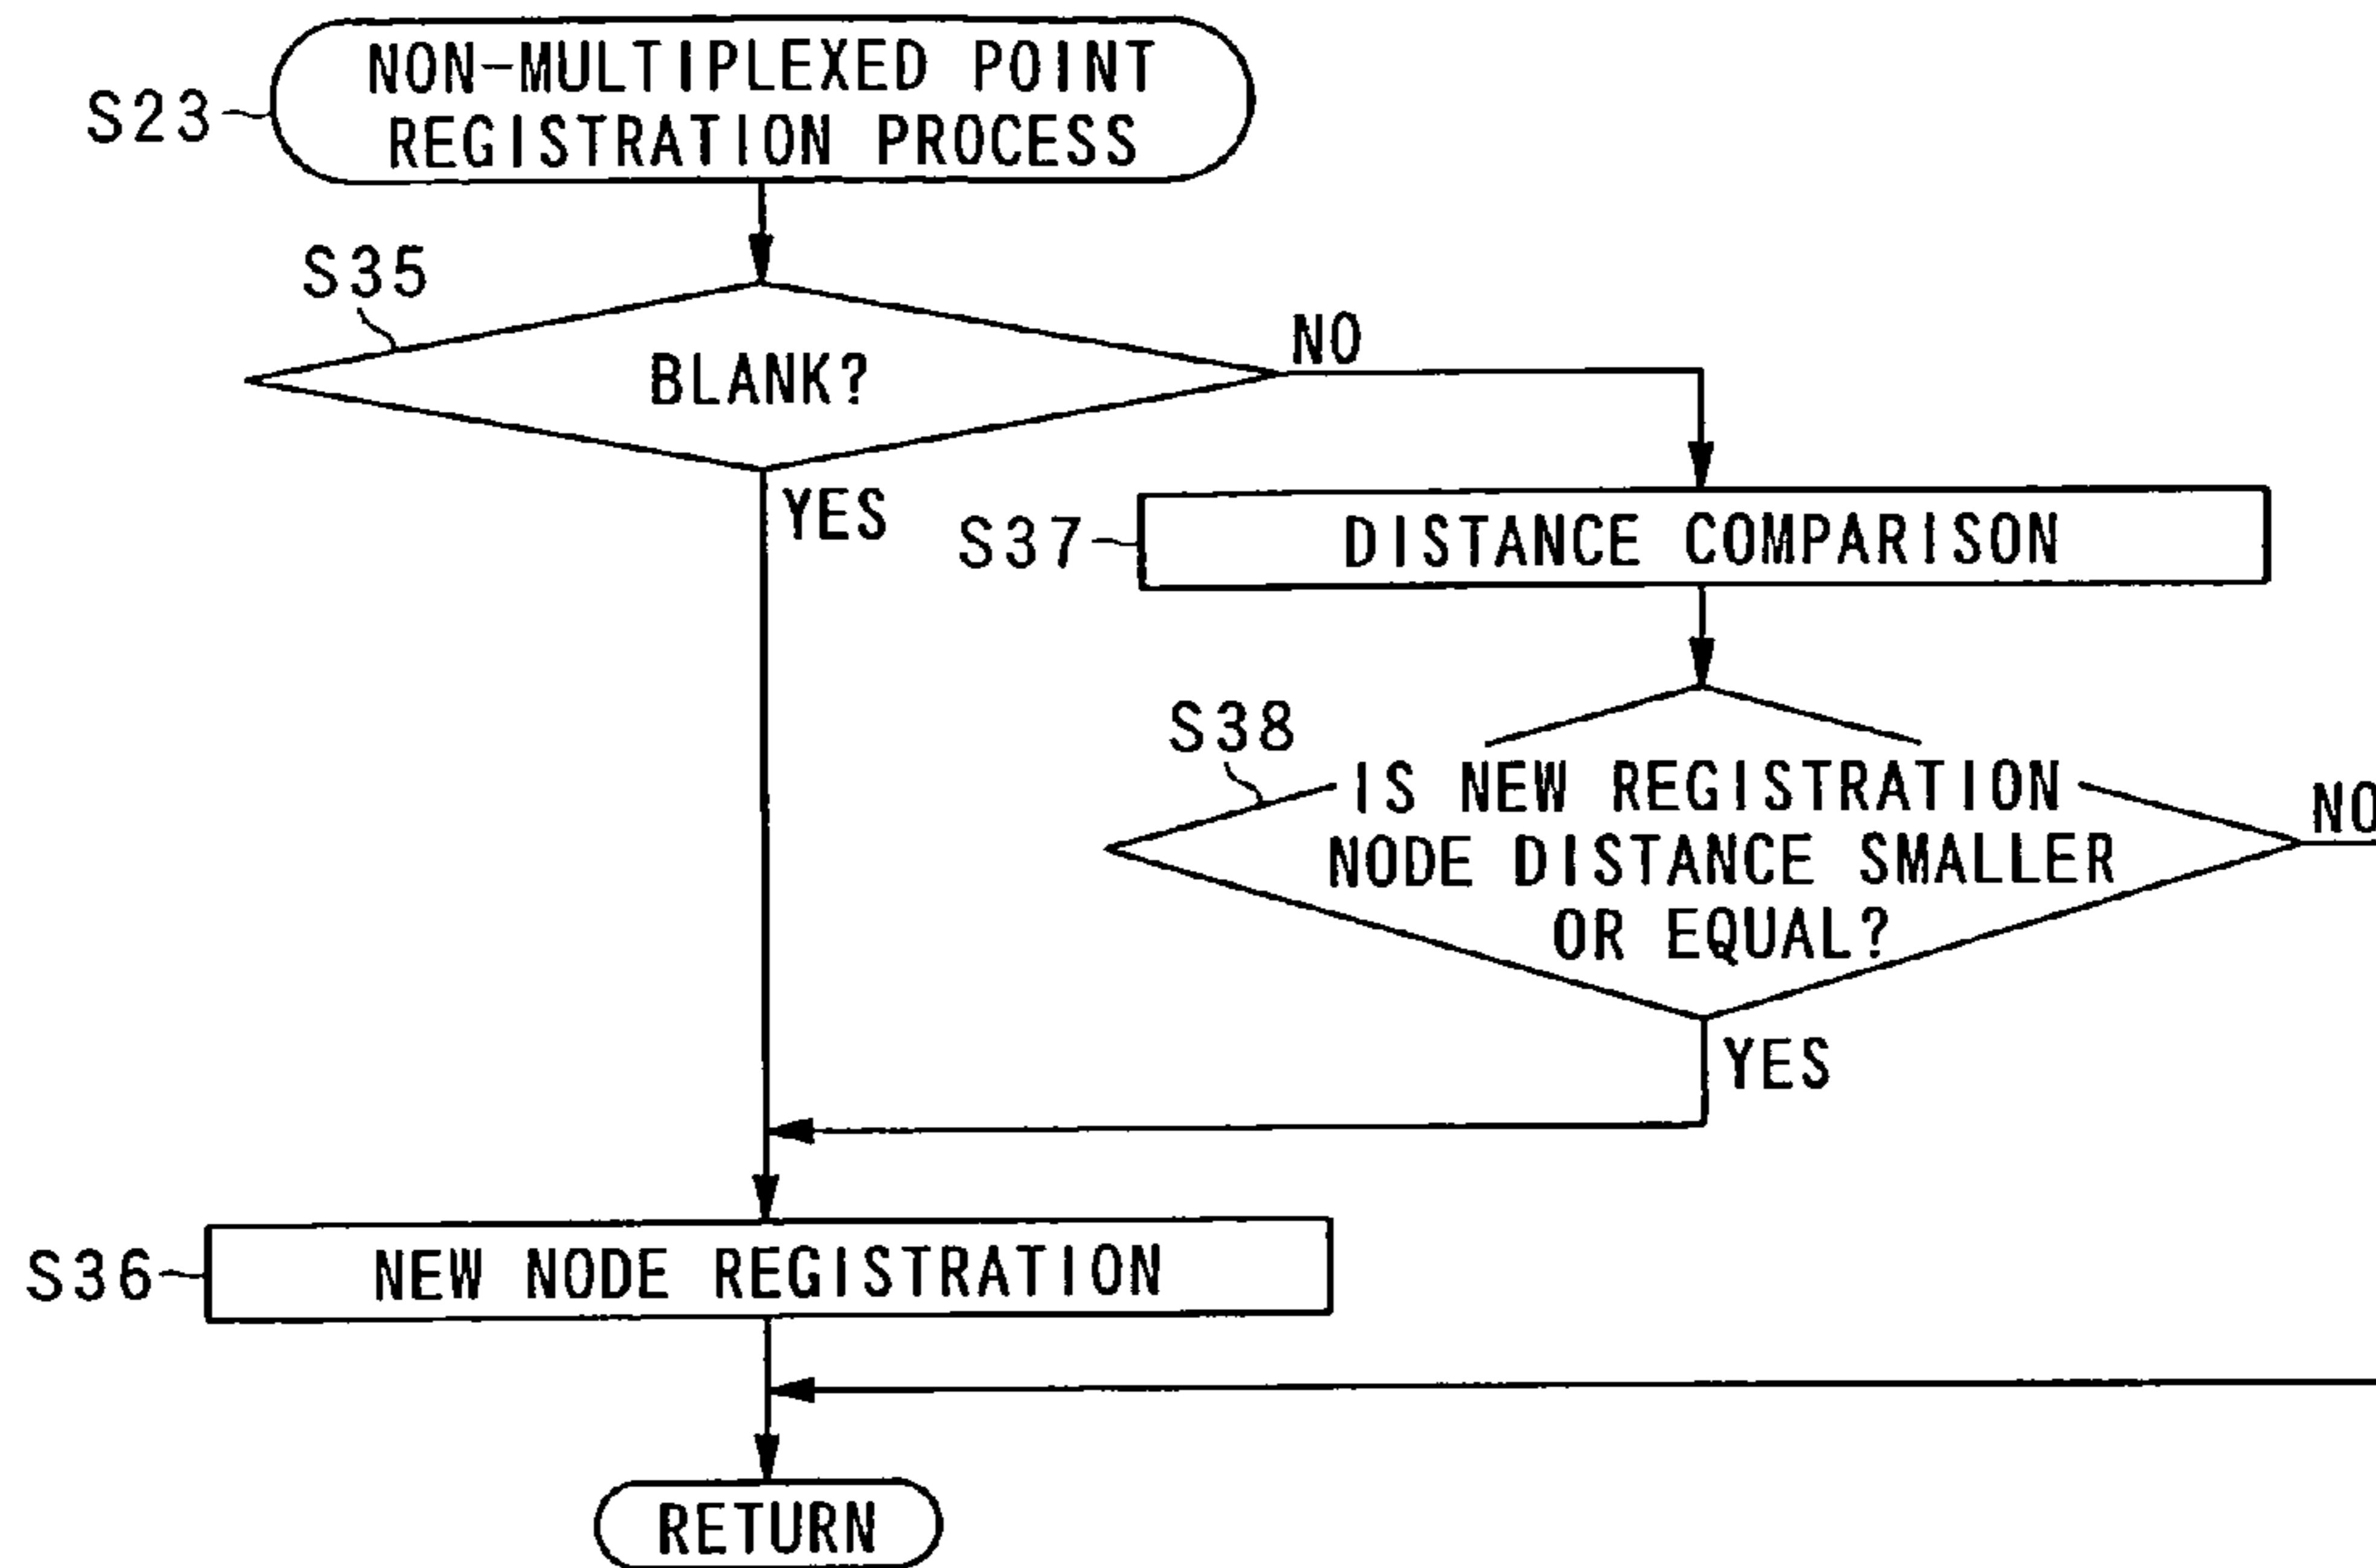 NON-MULTIPLEXED POINT
REGISTRATION PROCESS
S23
S35
BLANK?
NO
YES
S37
DISTANCE COMPARISON
S38
IS NEW REGISTRATION
NODE DISTANCE SMALLER
OR EQUAL?
NO
YES
S36
NEW NODE REGISTRATION
RETURN